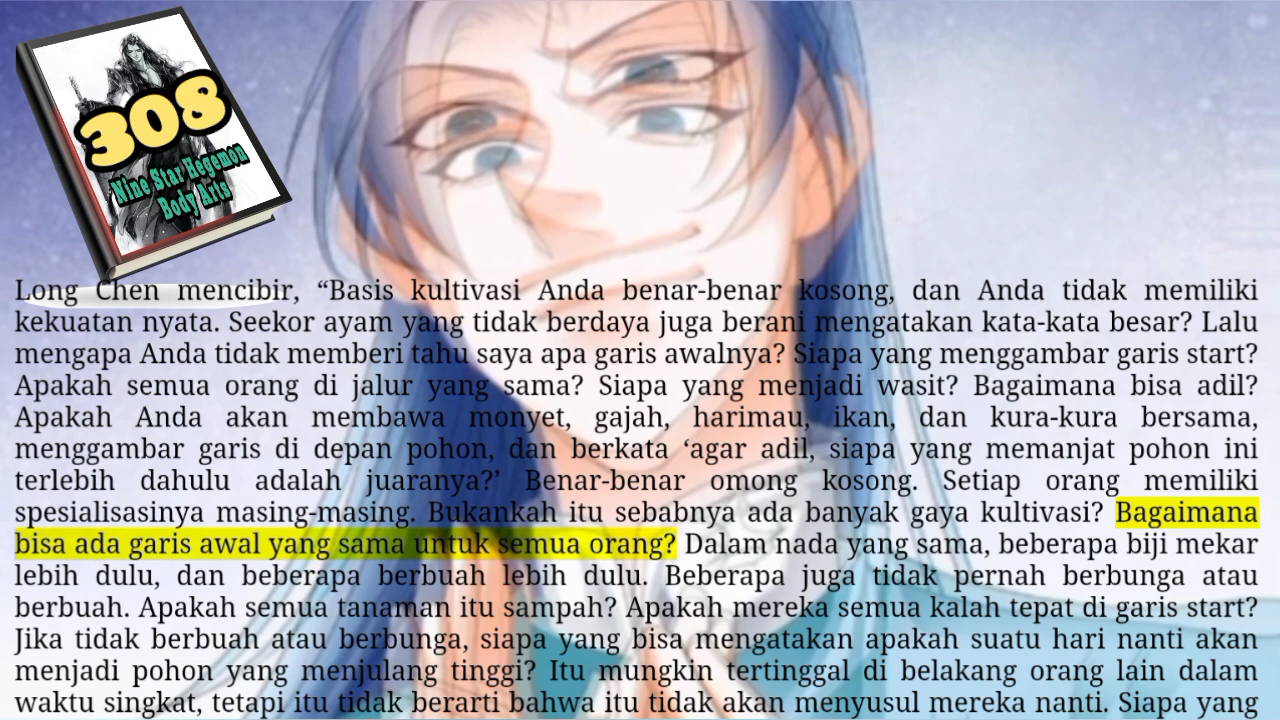 308
Nine Star Hegemon
Body Arts
Long Chen mencibir, “Basis kultivasi Anda benar-benar kosong, dan Anda tidak memiliki
kekuatan nyata. Seekor ayam yang tidak berdaya juga berani mengatakan kata-kata besar? Lalu
mengapa Anda tidak memberi tahu saya apa garis awalnya? Siapa yang menggambar garis start?
Apakah semua orang di jalur yang sama? Siapa yang menjadi wasit? Bagaimana bisa adil?
Apakah Anda akan membawa monyet, gajah, harimau, ikan, dan kura-kura bersama,
menggambar garis di depan pohon, dan berkata ‘agar adil, siapa yang memanjat pohon ini
terlebih dahulu adalah juaranya?’ Benar-benar omong kosong. Setiap orang memiliki
spesialisasinya masing-masing. Bukankah itu sebabnya ada banyak gaya kultivasi? Bagaimana
bisa ada garis awal yang sama untuk semua orang? Dalam nada yang sama, beberapa biji mekar
lebih dulu, dan beberapa berbuah lebih dulu. Beberapa juga tidak pernah berbunga atau
berbuah. Apakah semua tanaman itu sampah? Apakah mereka semua kalah tepat di garis start?
Jika tidak berbuah atau berbunga, siapa yang bisa mengatakan apakah suatu hari nanti akan
menjadi pohon yang menjulang tinggi? Itu mungkin tertinggal di belakang orang lain dalam
waktu singkat, tetapi itu tidak berarti bahwa itu tidak akan menyusul mereka nanti. Siapa yang